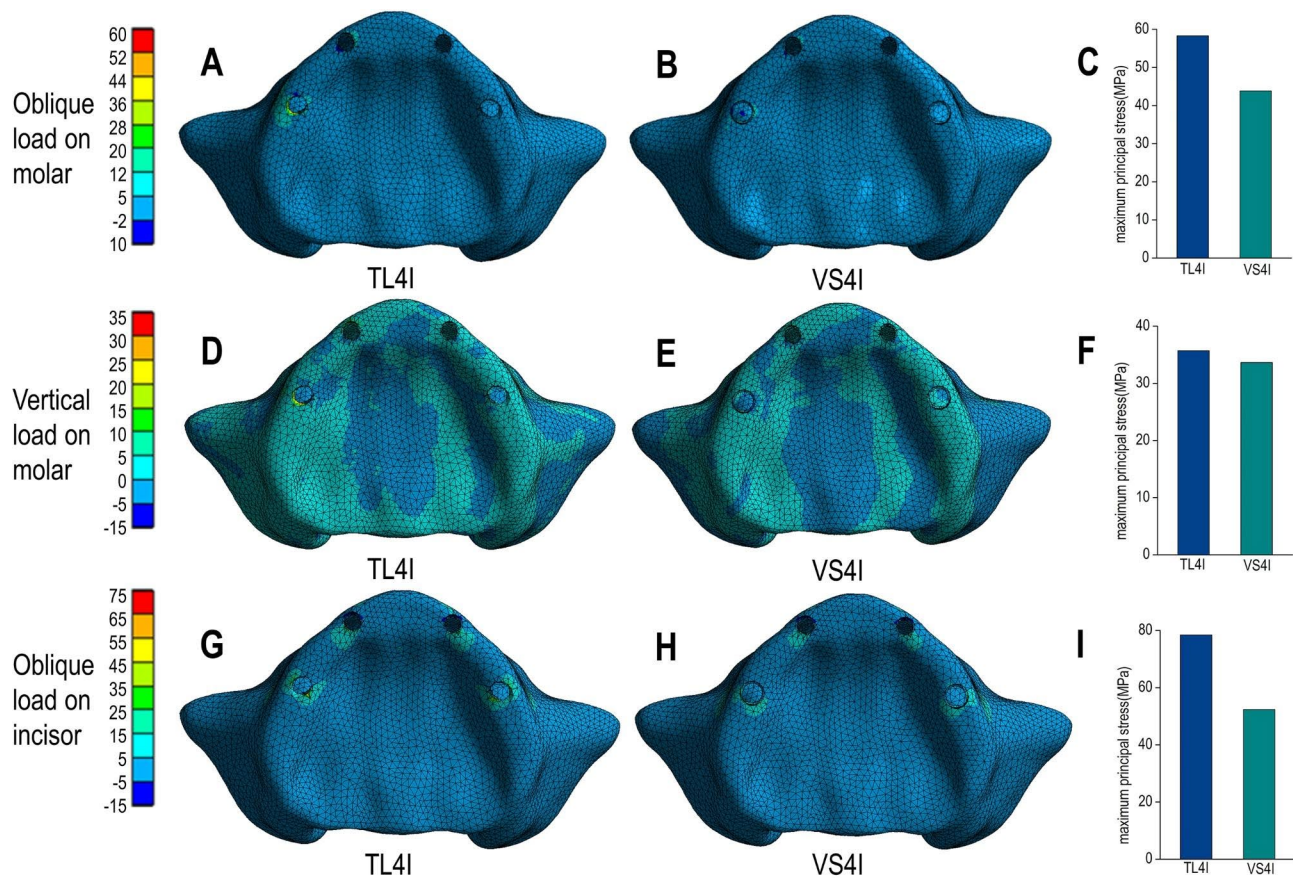 60
52
44
36
28
20
12
5
-2
10
Oblique
load on
molar
A
TL4I
B
VS4I
C
maximum principal stress(MPa)
60
50
40
60
20
10
0
TL4I
VS4I
35
30
25
20
15
10
5
0
-5
-15
Vertical
load on
molar
D
TL4I
E
VS4I
F
maximum principal stress(MPa)
40
30
60
10
0
TL4I
VS4I
75
65
55
45
35
25
15
5
-5
-15
Oblique
load on
incisor
G
TL4I
H
VS4I
I
maximum principal stress(MPa)
80
60
40
20
0
TL4I
VS4I